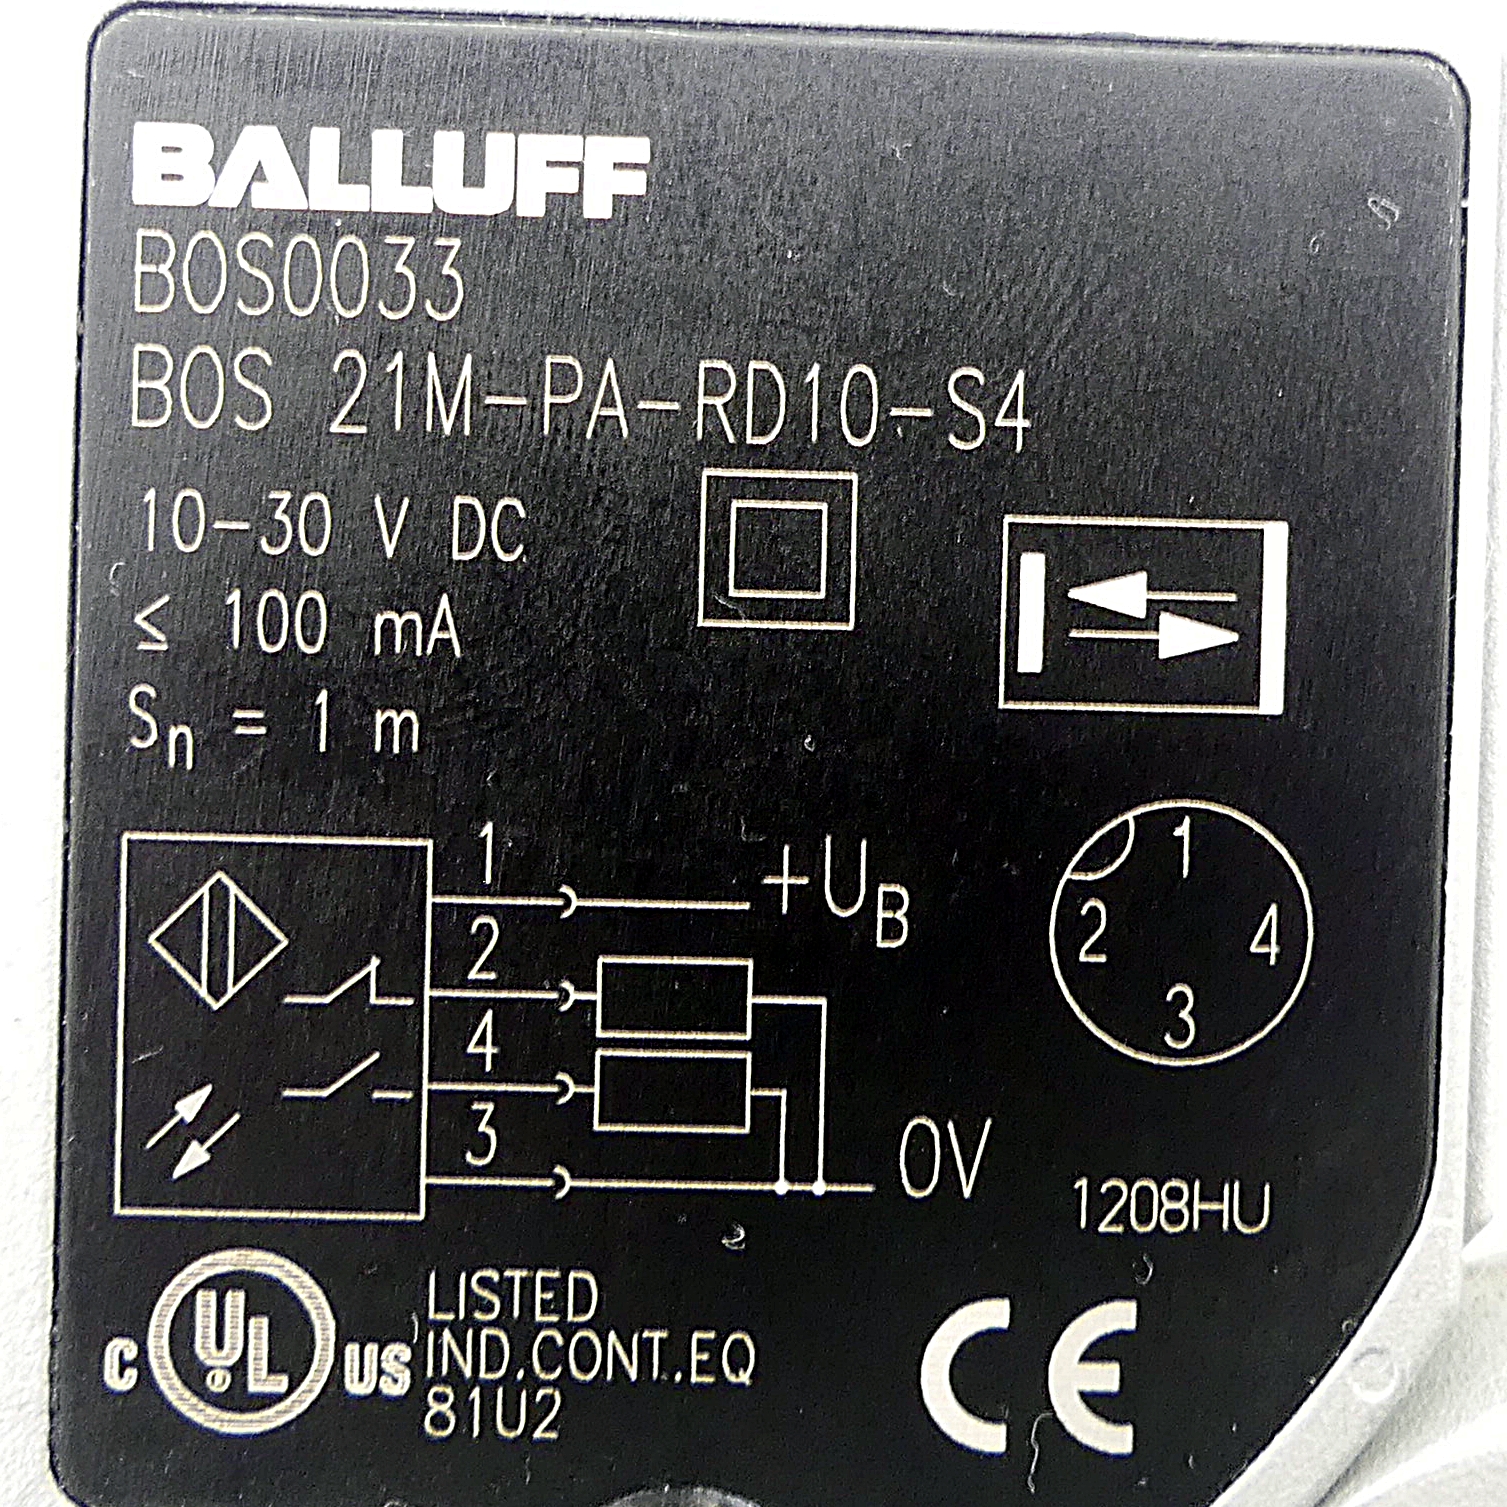 BALLUFF
BOS0033
BOS 21M-PA-RD10-S4
10-30 V DC
≤ 100 mA
Sn = 1 m
1
+UB
2
4
3
0V
1
2
4
3
1208HU
C UL US
LISTED
IND.CONT.EQ
81U2
CE